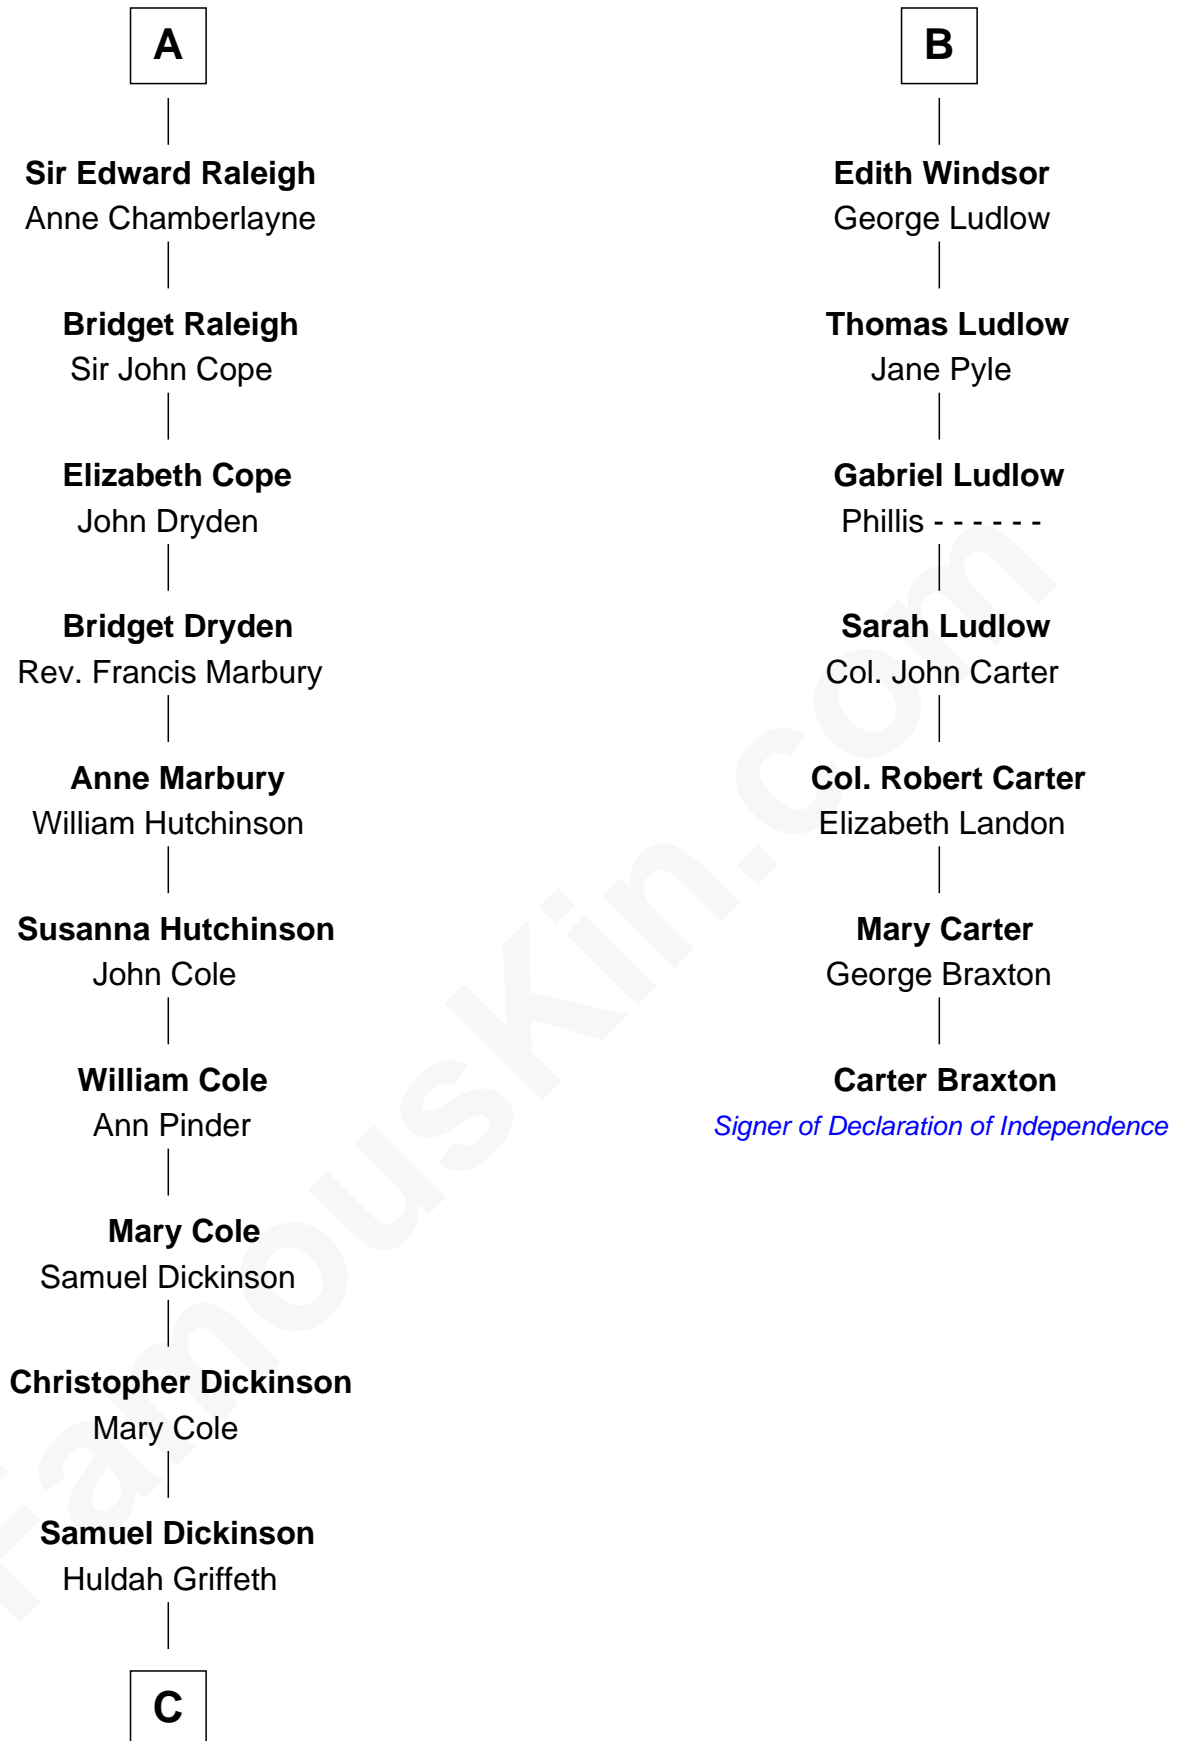 A
Sir Edward Raleigh
Anne Chamberlayne
Bridget Raleigh
Sir John Cope
Elizabeth Cope
John Dryden
Bridget Dryden
Rev. Francis Marbury
Anne Marbury
William Hutchinson
Susanna Hutchinson
John Cole
William Cole
Ann Pinder
Mary Cole
Samuel Dickinson
Christopher Dickinson
Mary Cole
Samuel Dickinson
Huldah Griffeth
C
B
Edith Windsor
George Ludlow
Thomas Ludlow
Jane Pyle
Gabriel Ludlow
Phillis - - - - - -
Sarah Ludlow
Col. John Carter
Col. Robert Carter
Elizabeth Landon
Mary Carter
George Braxton
Carter Braxton
Signer of Declaration of Independence
FamousKin.com